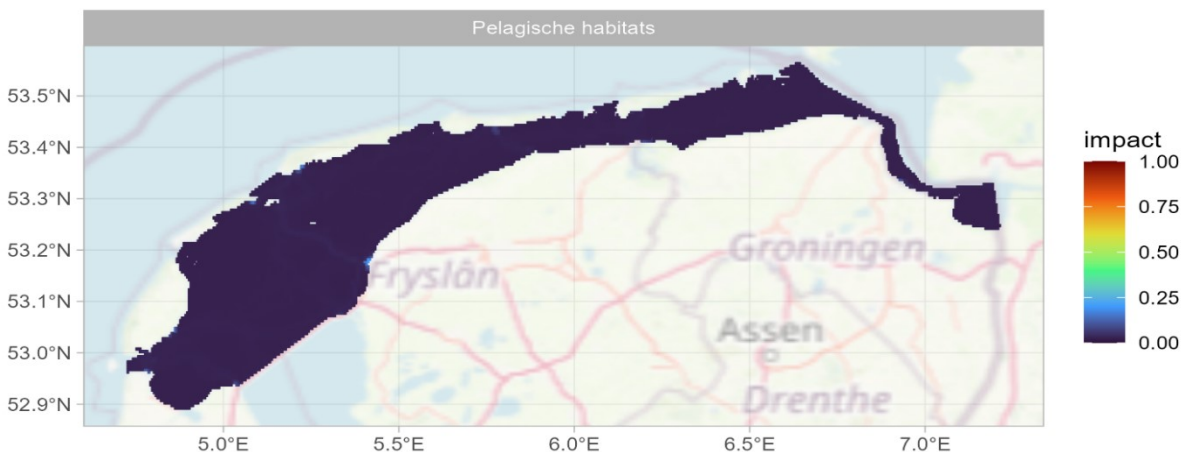 Pelagische habitats
53.5°N
53.4°N
53.3°N
53.2°N
53.1°N
53.0°N
52.9°N
5.0°E
5.5°E
6.0°E
6.5°E
7.0°E
Fryslân
Groningen
Assen
Drenthe
impact
1.00
0.75
0.50
0.25
0.00